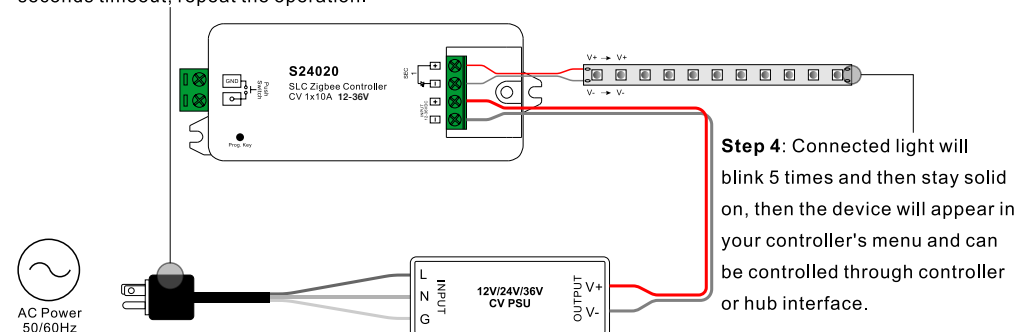 seconds timeout, repeat the operation.
S24020
SLC Zigbee Controller
CV 1x10A 12-36V
GND
Push
Switch
Prog. Key
SEC
1
+
-
+
-
V+ → V+
V- → V-
Step 4: Connected light will
blink 5 times and then stay solid
on, then the device will appear in
your controller's menu and can
be controlled through controller
or hub interface.
AC Power
50/60Hz
L
N
G
INPUT
12V/24V/36V
CV PSU
OUTPUT
V+
V-